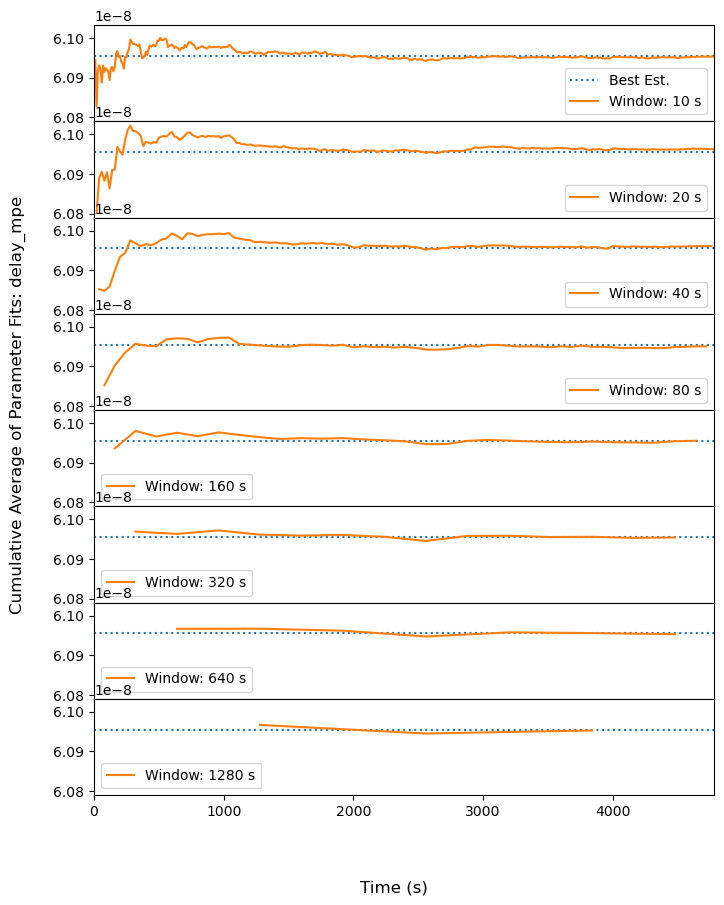 1e−8
6.10
6.09
6.08
Best Est.
Window: 10 s
1e−8
6.10
6.09
6.08
Window: 20 s
1e−8
6.10
6.09
6.08
Window: 40 s
1e−8
6.10
6.09
6.08
Window: 80 s
1e−8
6.10
6.09
6.08
Window: 160 s
1e−8
6.10
6.09
6.08
Window: 320 s
1e−8
6.10
6.09
6.08
Window: 640 s
1e−8
6.10
6.09
6.08
Window: 1280 s
0 1000 2000 3000 4000
Time (s)
Cumulative Average of Parameter Fits: delay_mpe